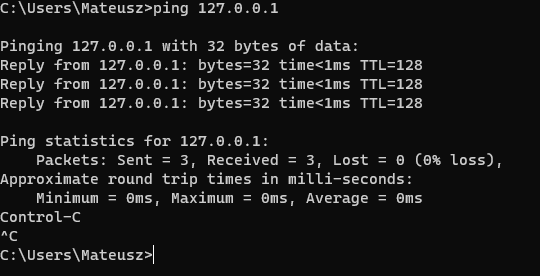 C:\Users\Mateusz>ping 127.0.0.1
Pinging 127.0.0.1 with 32 bytes of data:
Reply from 127.0.0.1: bytes=32 time<1ms TTL=128
Reply from 127.0.0.1: bytes=32 time<1ms TTL=128
Reply from 127.0.0.1: bytes=32 time<1ms TTL=128
Ping statistics for 127.0.0.1:
    Packets: Sent = 3, Received = 3, Lost = 0 (0% loss),
Approximate round trip times in milli-seconds:
    Minimum = 0ms, Maximum = 0ms, Average = 0ms
Control-C
^C
C:\Users\Mateusz>